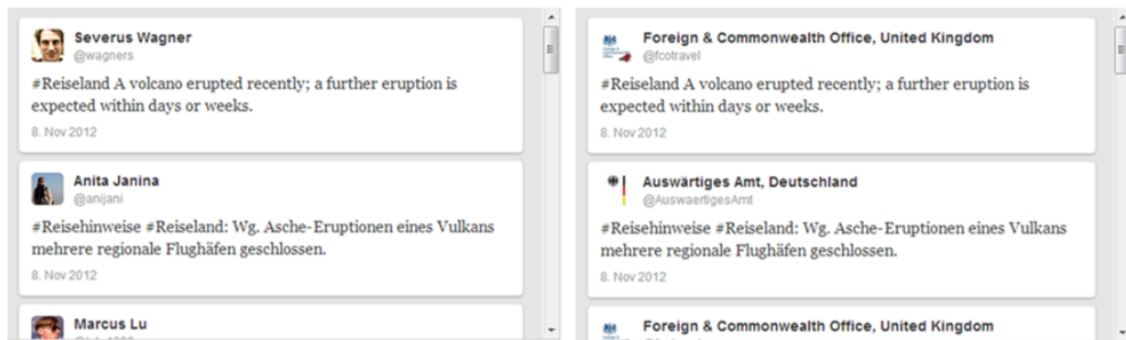 Severus Wagner
@wagners
#Reiseland A volcano erupted recently; a further eruption is
expected within days or weeks.
8. Nov 2012
Anita Janina
@anijani
#Reisehinweise #Reiseland: Wg. Asche-Eruptionen eines Vulkans
mehrere regionale Flughäfen geschlossen.
8. Nov 2012
Marcus Lu
Foreign & Commonwealth Office, United Kingdom
@fcotravel
#Reiseland A volcano erupted recently; a further eruption is
expected within days or weeks.
8. Nov 2012
Auswärtiges Amt, Deutschland
@AuswaertigesAmt
#Reisehinweise #Reiseland: Wg. Asche-Eruptionen eines Vulkans
mehrere regionale Flughäfen geschlossen.
8. Nov 2012
Foreign & Commonwealth Office, United Kingdom